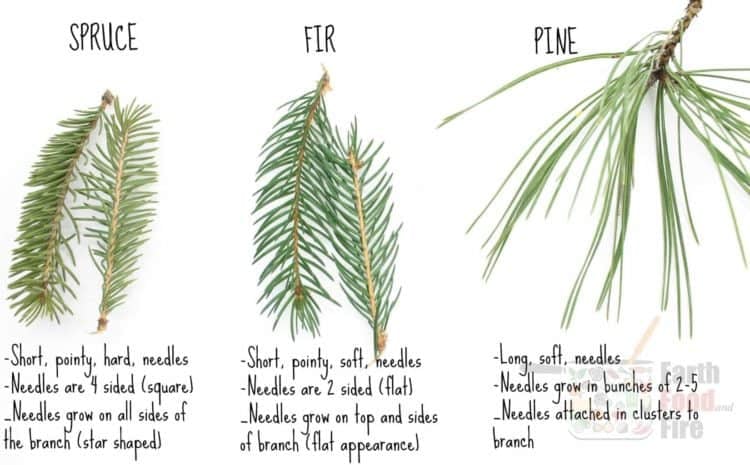 SPRUCE
-Short, pointy, hard, needles
-Needles are 4 sided (square)
-Needles grow on all sides of
the branch (star shaped)
FIR
-Short, pointy, soft, needles
-Needles are 2 sided (flat)
-Needles grow on top and sides
of branch (flat appearance)
PINE
-Long, soft, needles
-Needles grow in bunches of 2-5
-Needles attached in clusters to
branch
Earth
Food and
Fire